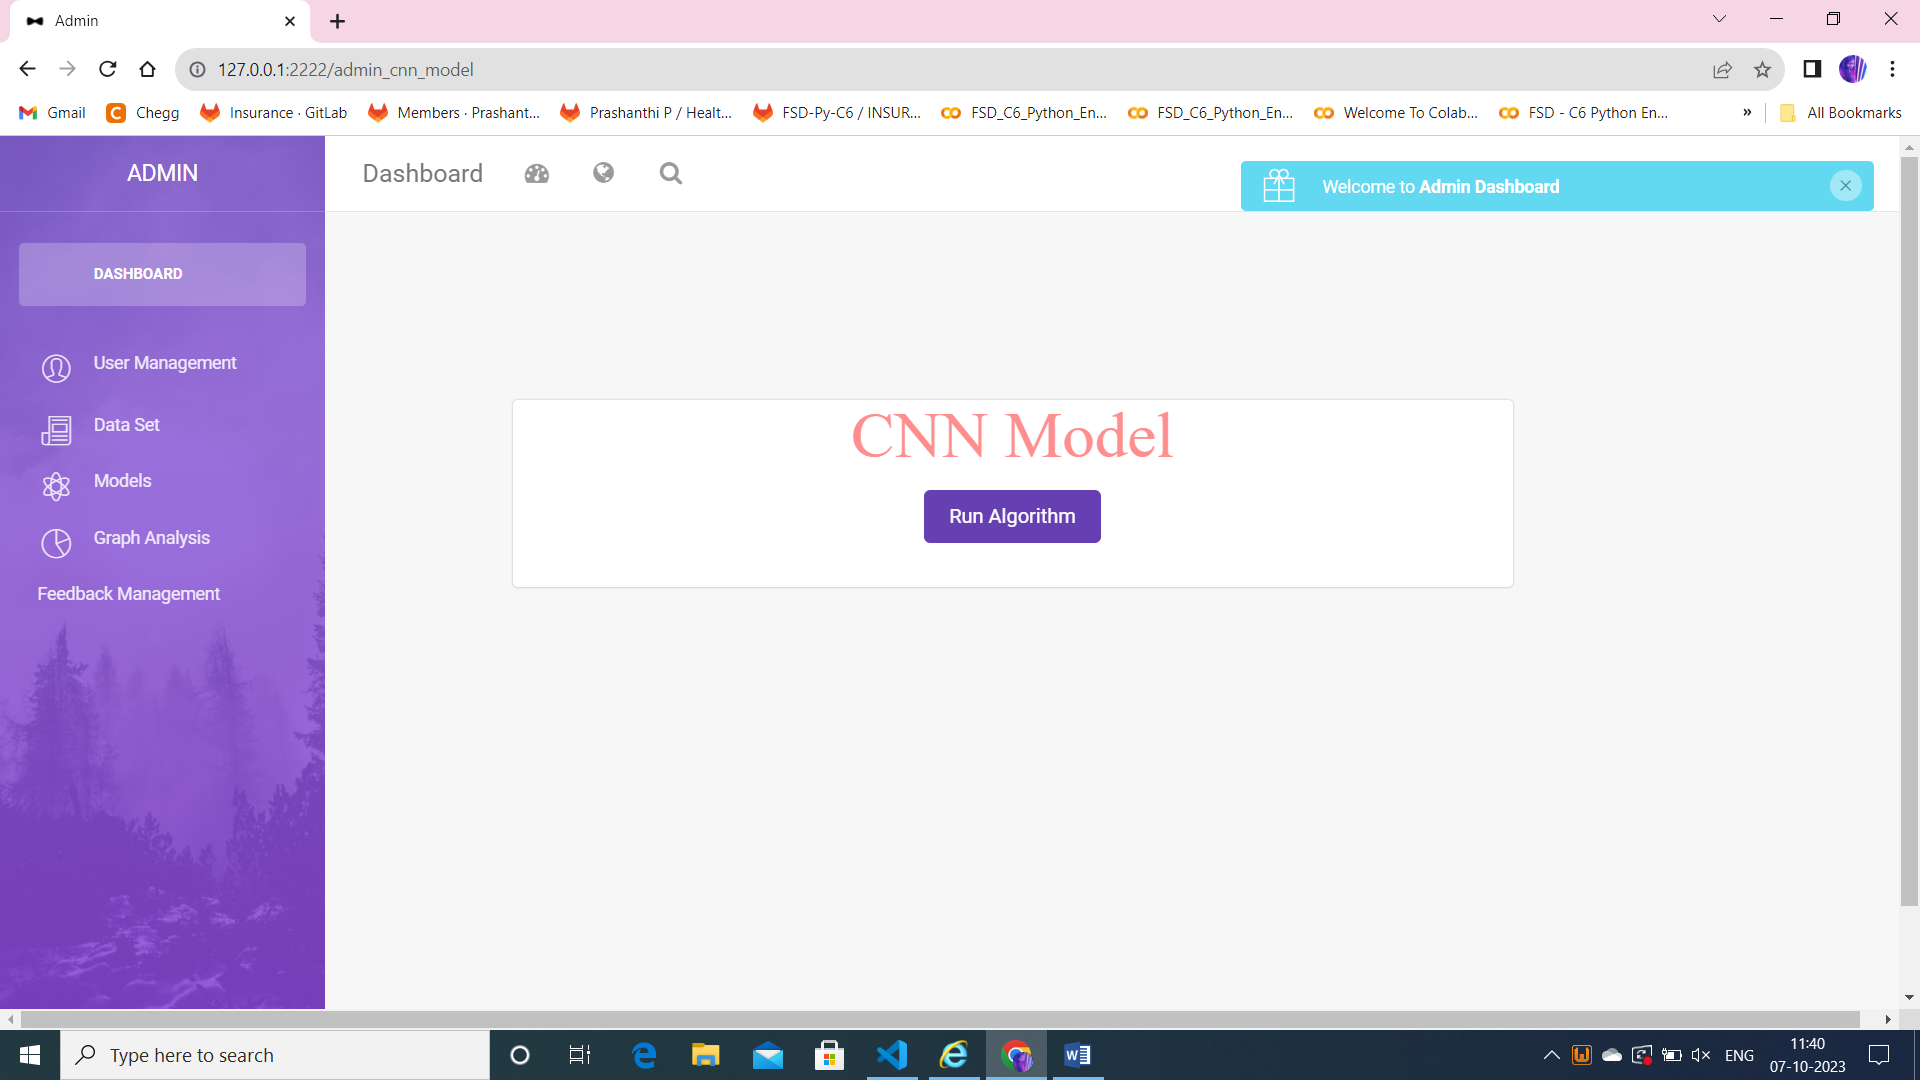 Admin
127.0.0.1:2222/admin_cnn_model
Gmail
Chegg
Insurance · GitLab
Members · Prashant...
Prashanthi P / Healt...
FSD-Py-C6 / INSUR...
FSD_C6_Python_En...
FSD_C6_Python_En...
Welcome To Colab...
FSD - C6 Python En...
»
All Bookmarks
ADMIN
Dashboard
Welcome to Admin Dashboard
DASHBOARD
User Management
Data Set
Models
Graph Analysis
Feedback Management
CNN Model
Run Algorithm
Type here to search
ENG
11:40
07-10-2023